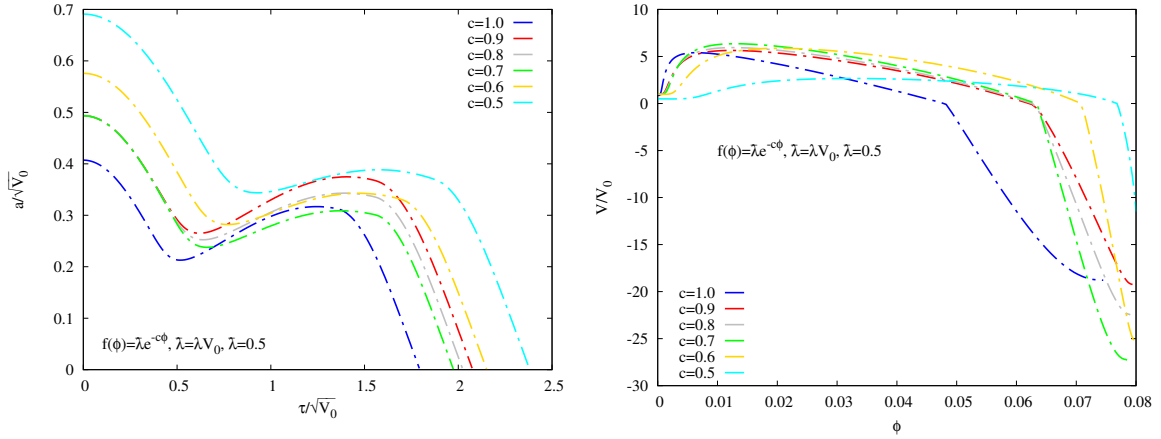 0.7
0.6
0.5
0.4
0.3
0.2
0.1
0
a/√V₀
c=1.0
c=0.9
c=0.8
c=0.7
c=0.6
c=0.5
f(ϕ)=λ̃e^{-cϕ}, λ̃=λV₀, λ̃=0.5
0 0.5 1 1.5 2 2.5
τ/√V₀
10
5
0
-5
-10
-15
-20
-25
-30
V/V₀
f(ϕ)=λ̃e^{-cϕ}, λ̃=λV₀, λ̃=0.5
c=1.0
c=0.9
c=0.8
c=0.7
c=0.6
c=0.5
0 0.01 0.02 0.03 0.04 0.05 0.06 0.07 0.08
ϕ